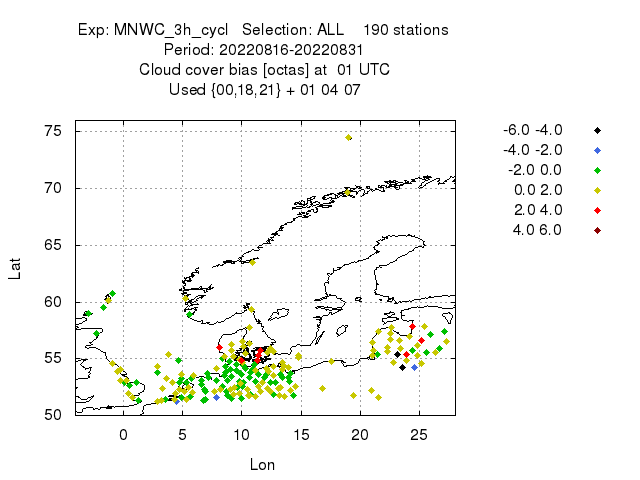 Exp: MNWC_3h_cycl Selection: ALL 190 stations
Period: 20220816-20220831
Cloud cover bias [octas] at 01 UTC
Used {00,18,21} + 01 04 07
75
70
65
60
55
50
Lat
0 5 10 15 20 25
Lon
-6.0 -4.0
-4.0 -2.0
-2.0 0.0
0.0 2.0
2.0 4.0
4.0 6.0